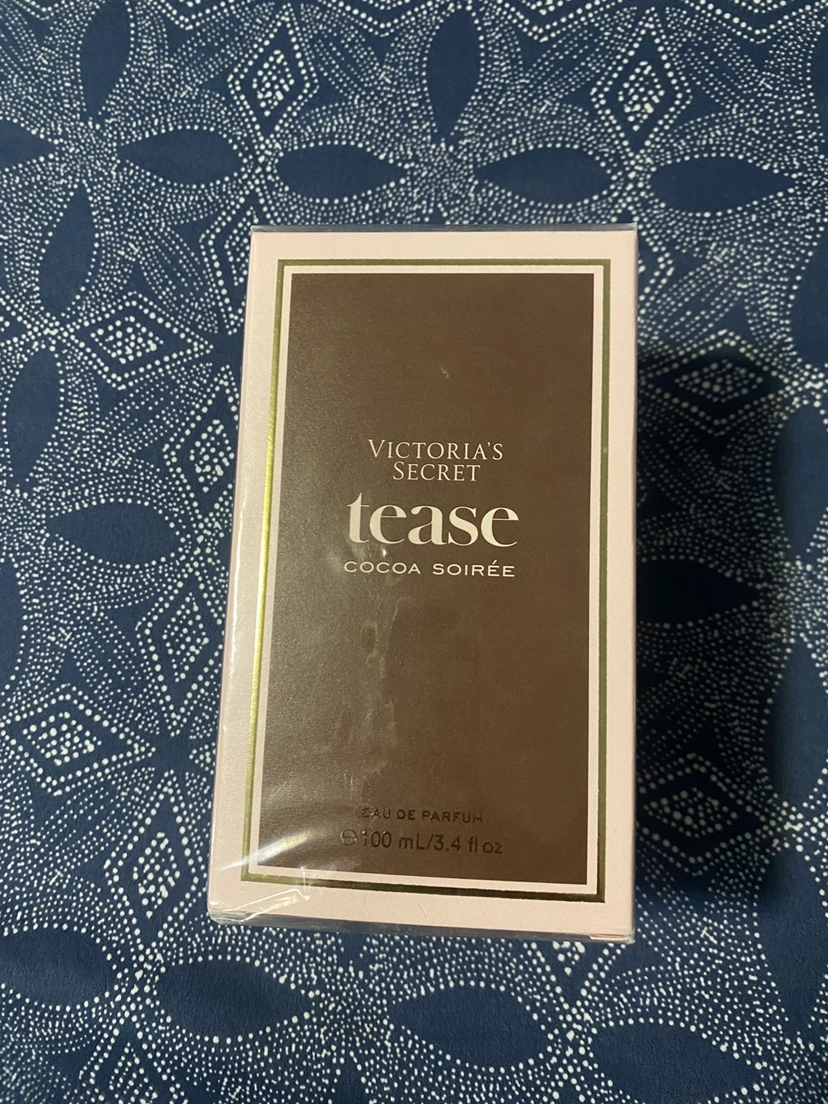 VICTORIA'S
SECRET
tease
COCOA SOIRÉE
EAU DE PARFUM
℮100 mL/3.4 fl oz